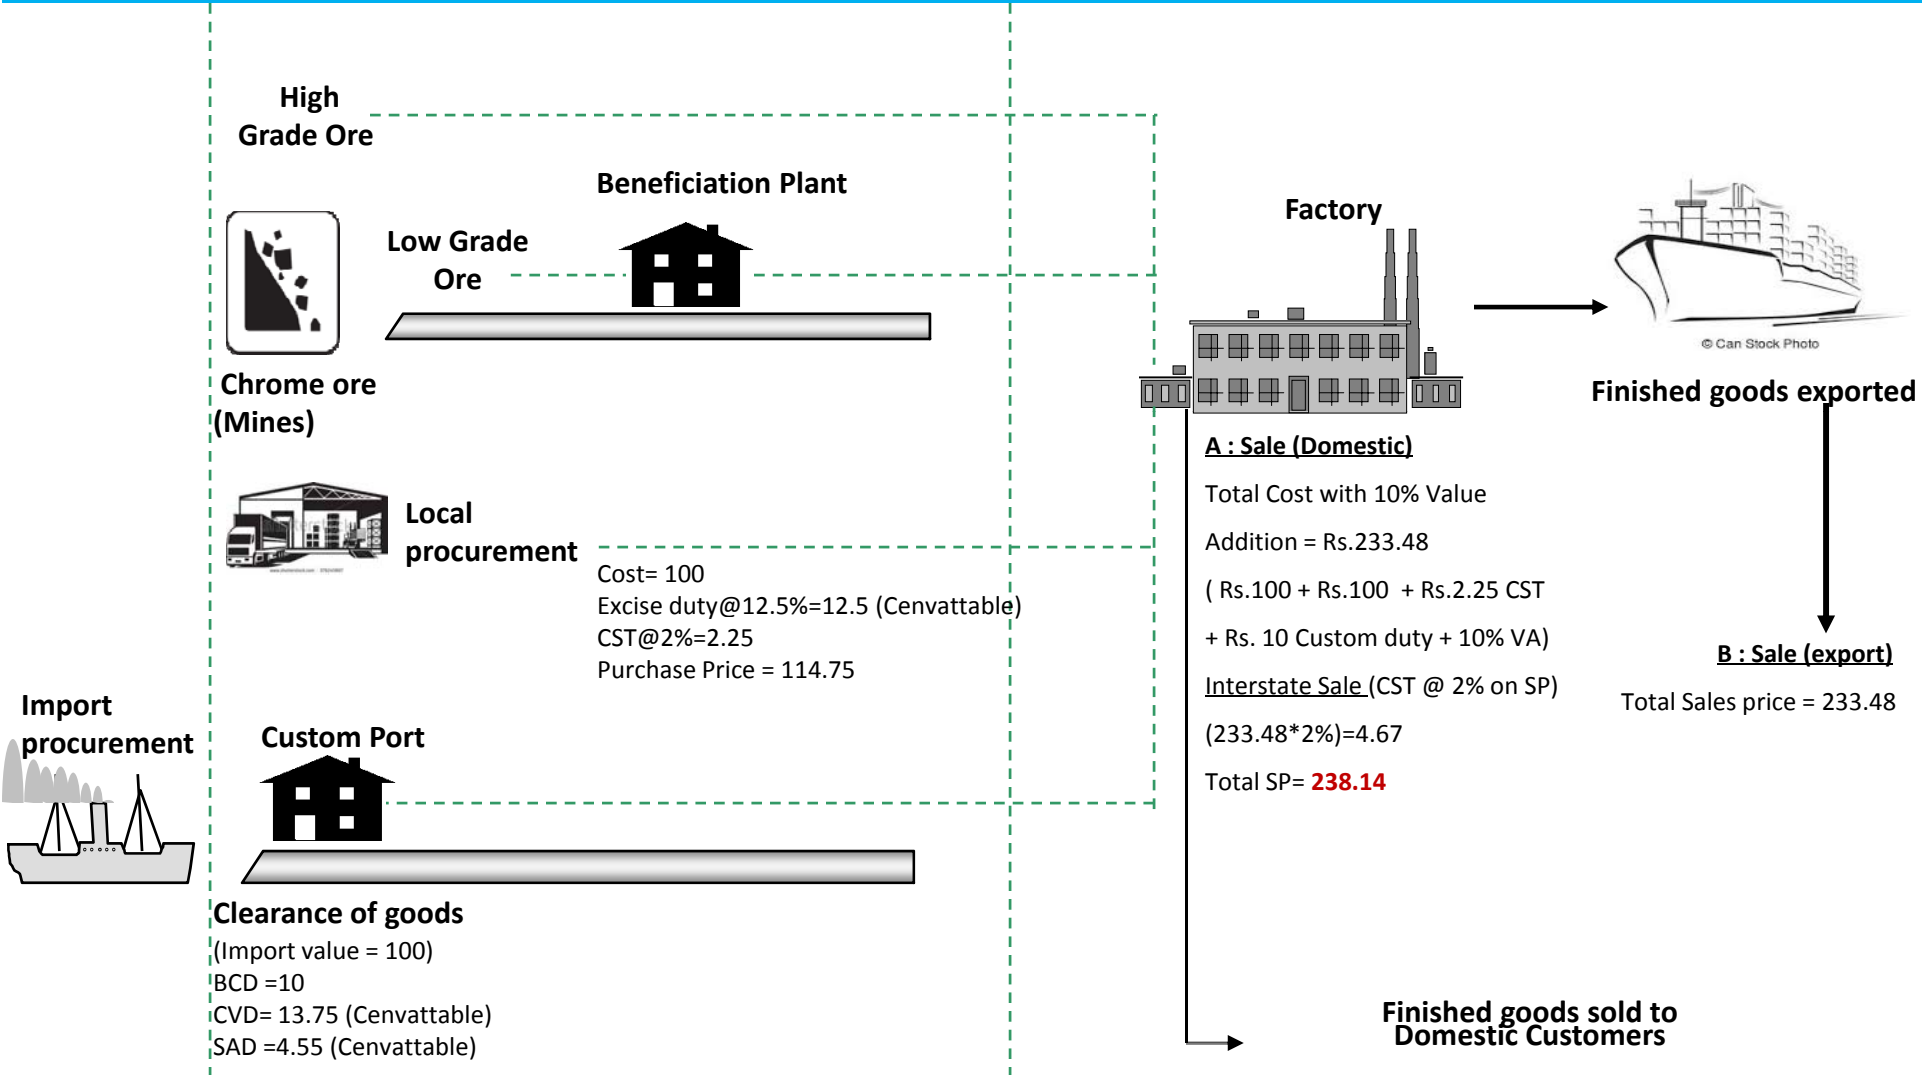 High
Grade Ore
Beneficiation Plant
Low Grade
Ore
Chrome ore
(Mines)
Local
procurement
Cost= 100
Excise duty@12.5%=12.5 (Cenvattable)
CST@2%=2.25
Purchase Price = 114.75
Import
procurement
Custom Port
Clearance of goods
(Import value = 100)
BCD =10
CVD= 13.75 (Cenvattable)
SAD =4.55 (Cenvattable)
Factory
A : Sale (Domestic)
Total Cost with 10% Value
Addition = Rs.233.48
( Rs.100 + Rs.100 + Rs.2.25 CST
+ Rs. 10 Custom duty + 10% VA)
Interstate Sale (CST @ 2% on SP)
(233.48*2%)=4.67
Total SP= 238.14
© Can Stock Photo
Finished goods exported
B : Sale (export)
Total Sales price = 233.48
Finished goods sold to
Domestic Customers